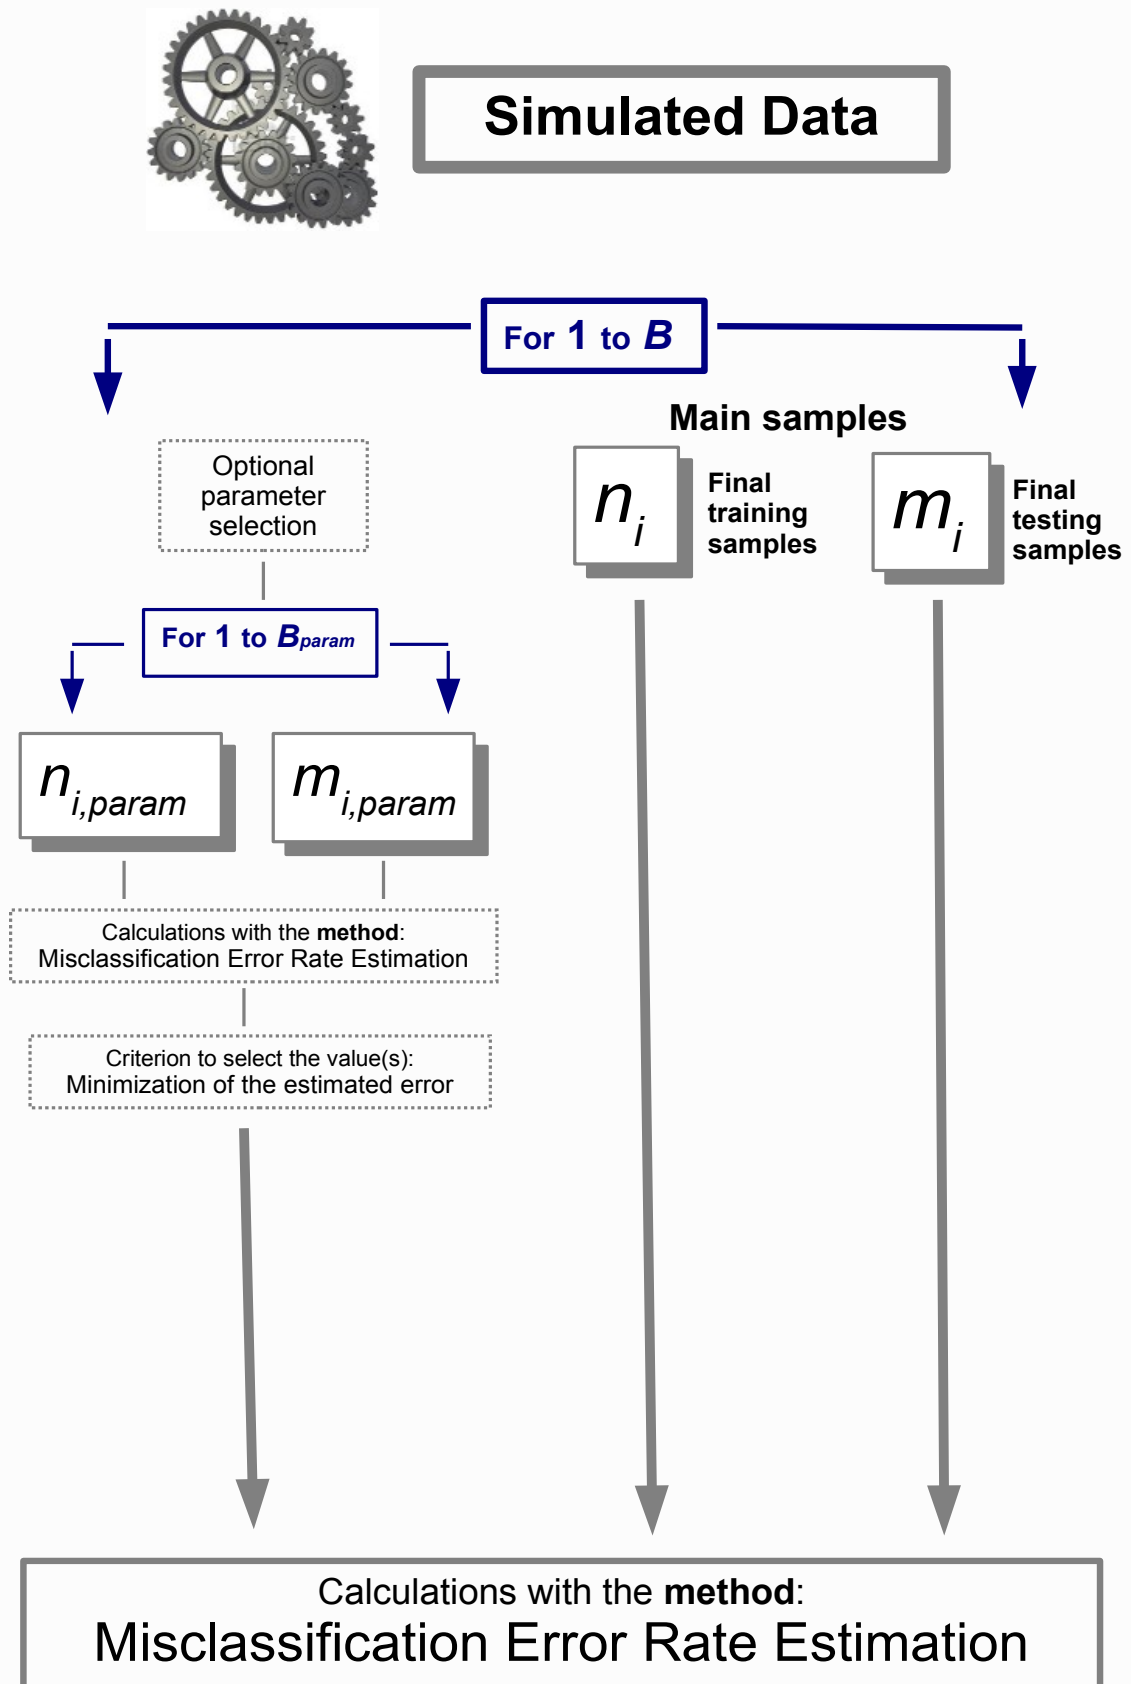 Simulated Data
For 1 to B
Main samples
Optional
parameter
selection
n_i
Final
training
samples
m_i
Final
testing
samples
For 1 to B_param
n_i,param
m_i,param
Calculations with the method:
Misclassification Error Rate Estimation
Criterion to select the value(s):
Minimization of the estimated error
Calculations with the method:
Misclassification Error Rate Estimation